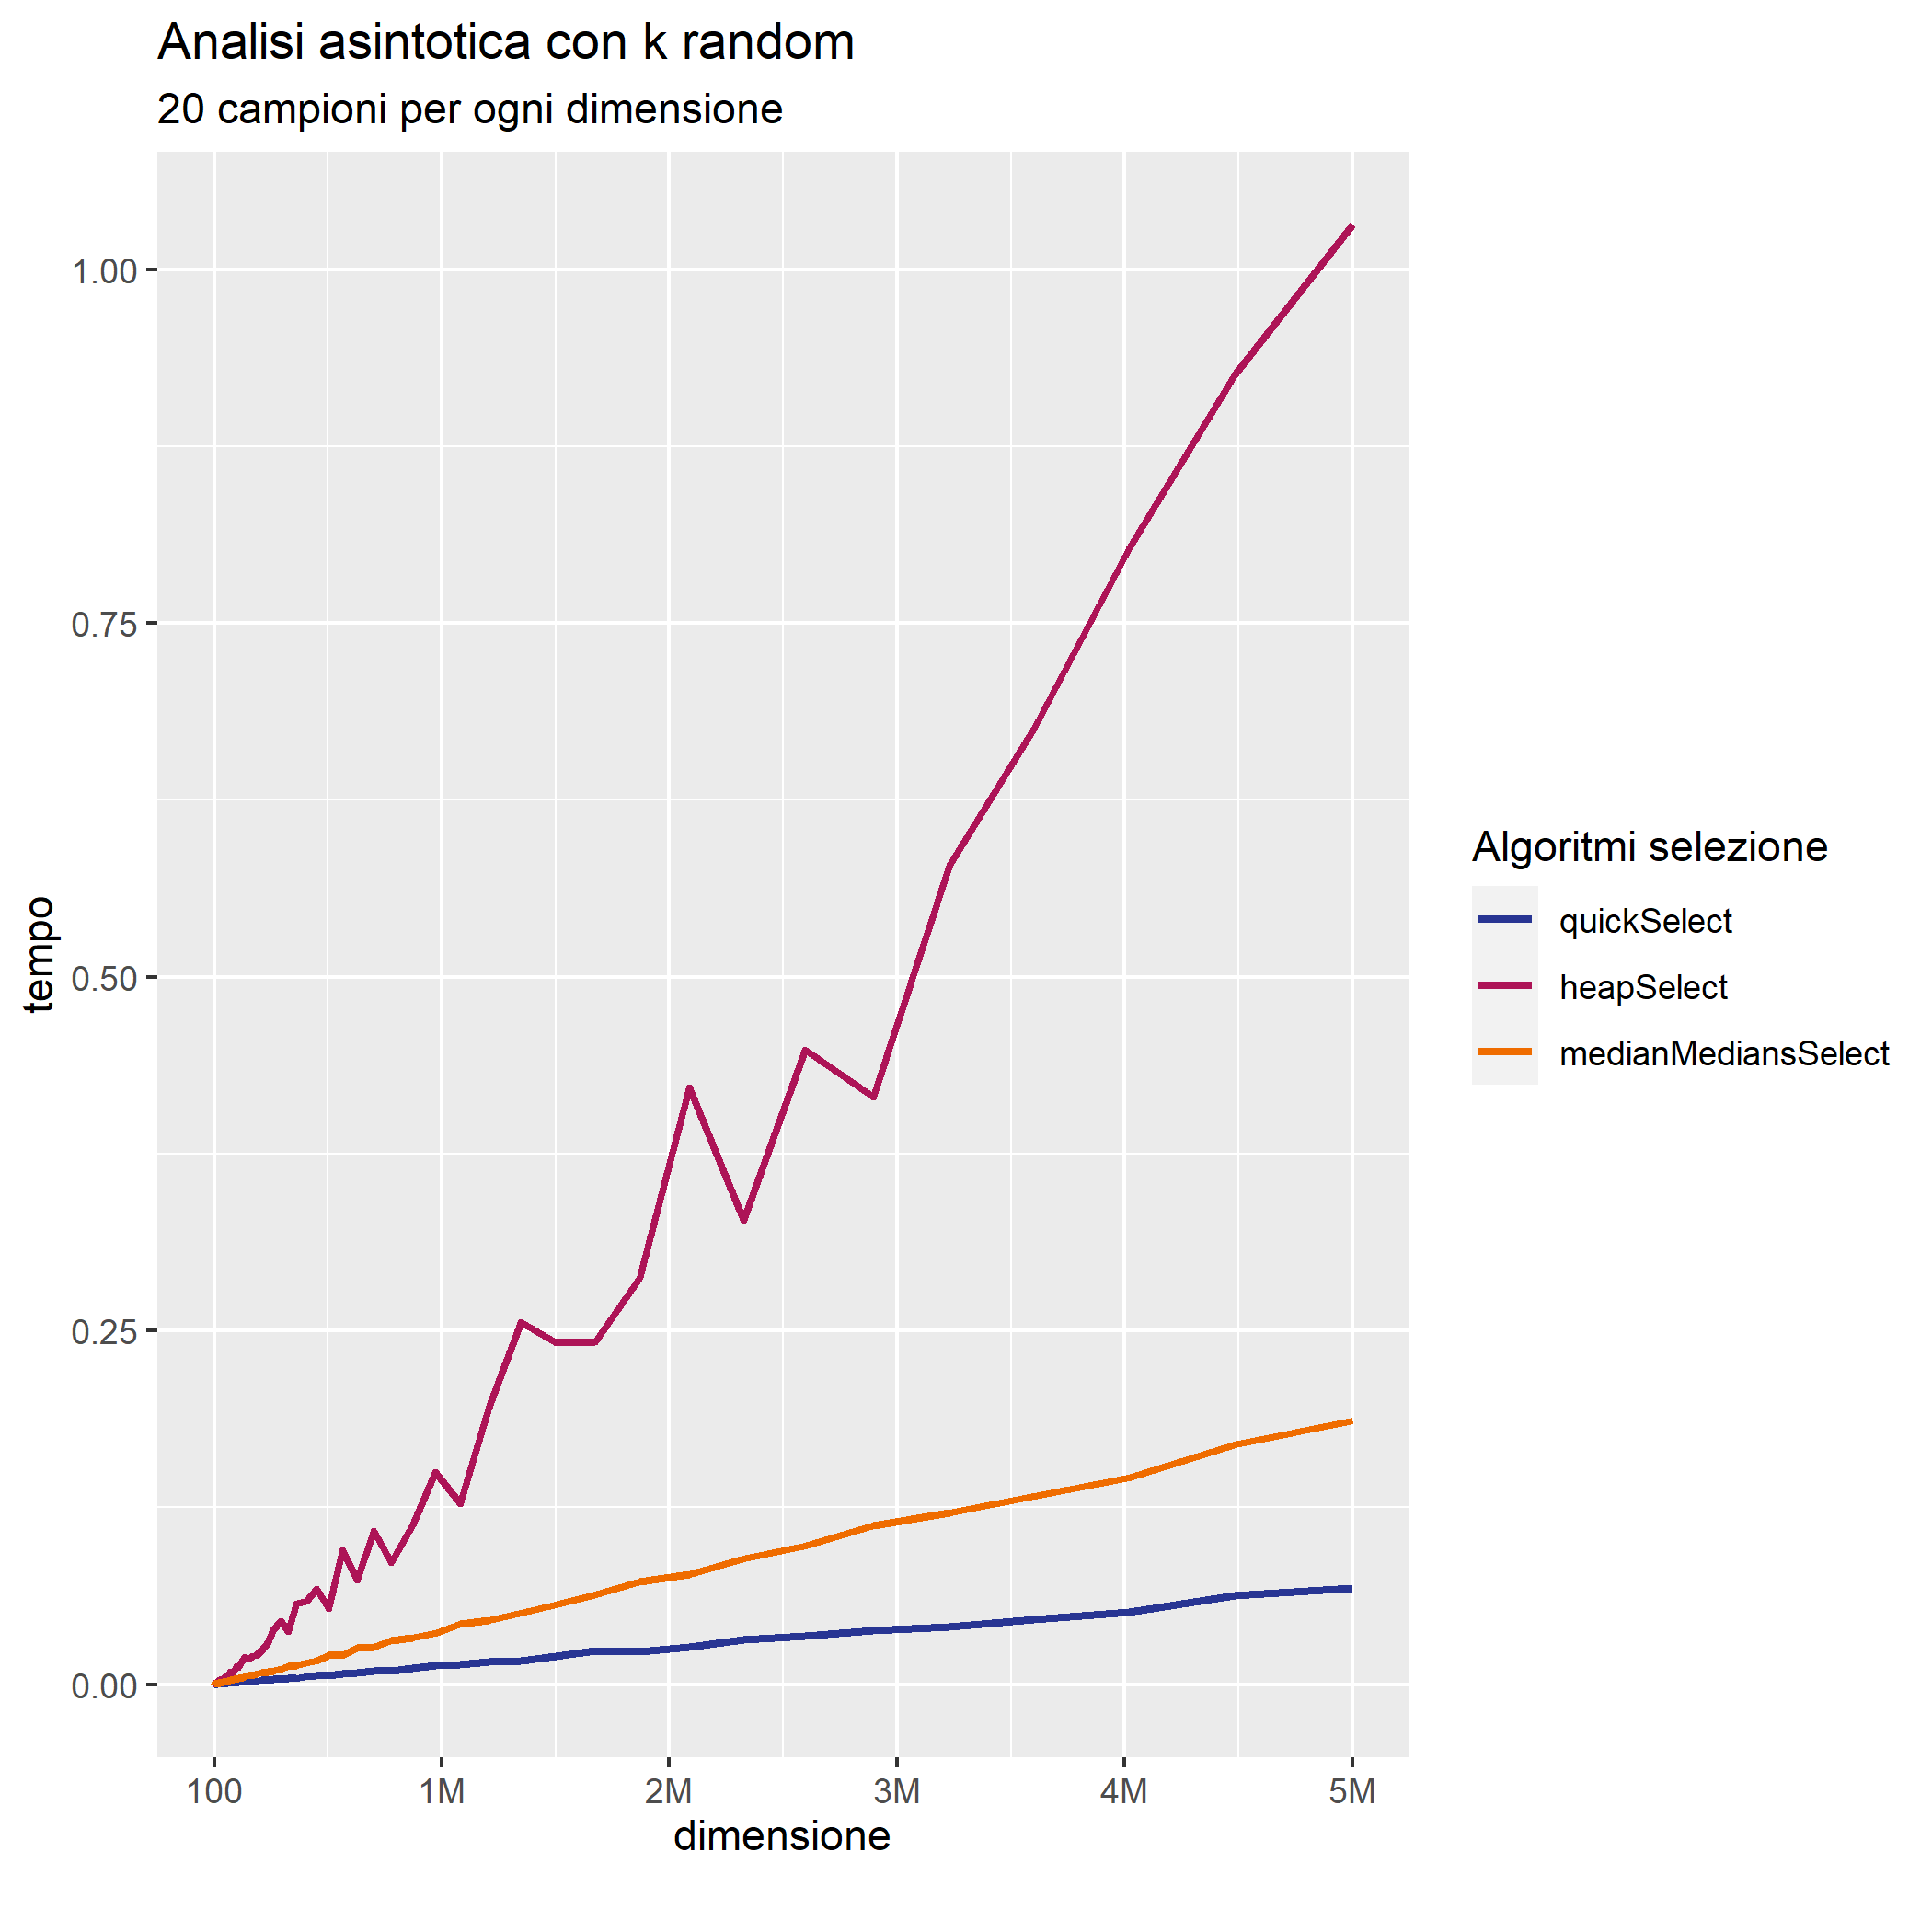 Analisi asintotica con k random
20 campioni per ogni dimensione
1.00
0.75
0.50
0.25
0.00
tempo
100 1M 2M 3M 4M 5M
dimensione
Algoritmi selezione
quickSelect
heapSelect
medianMediansSelect